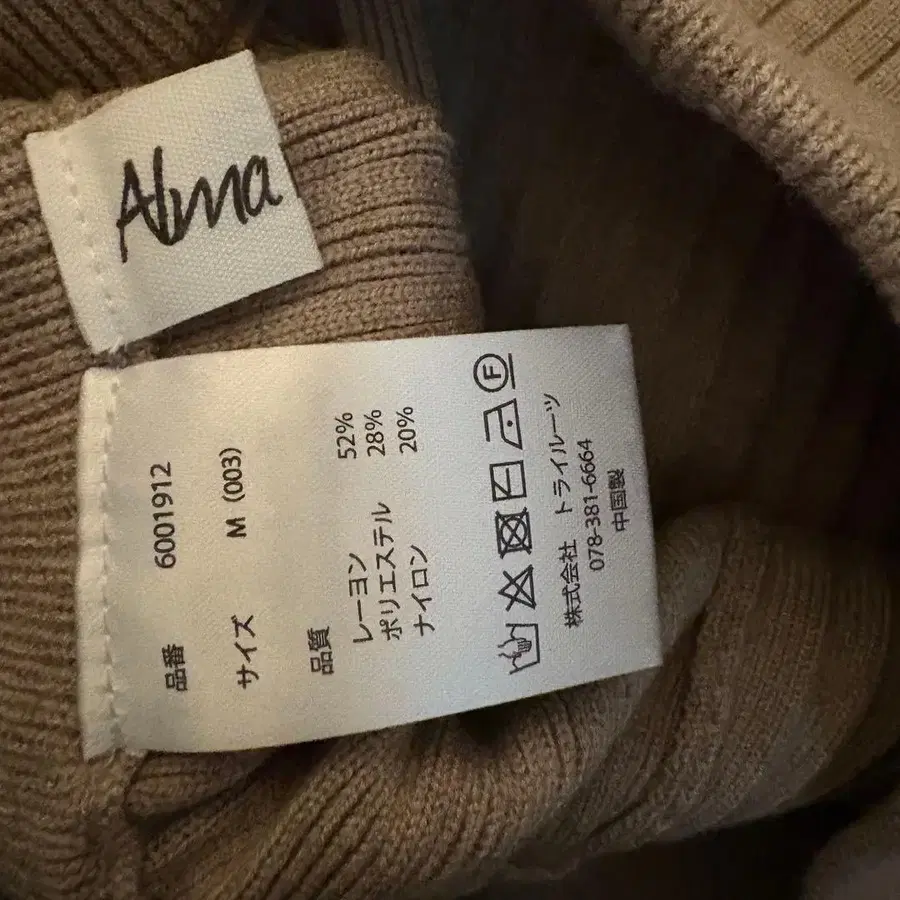 Alma
品番 6001912
サイズ M (003)
品質
レーヨン 52%
ポリエステル 28%
ナイロン 20%
F
株式会社 トライルーツ
078-381-6664
中国製